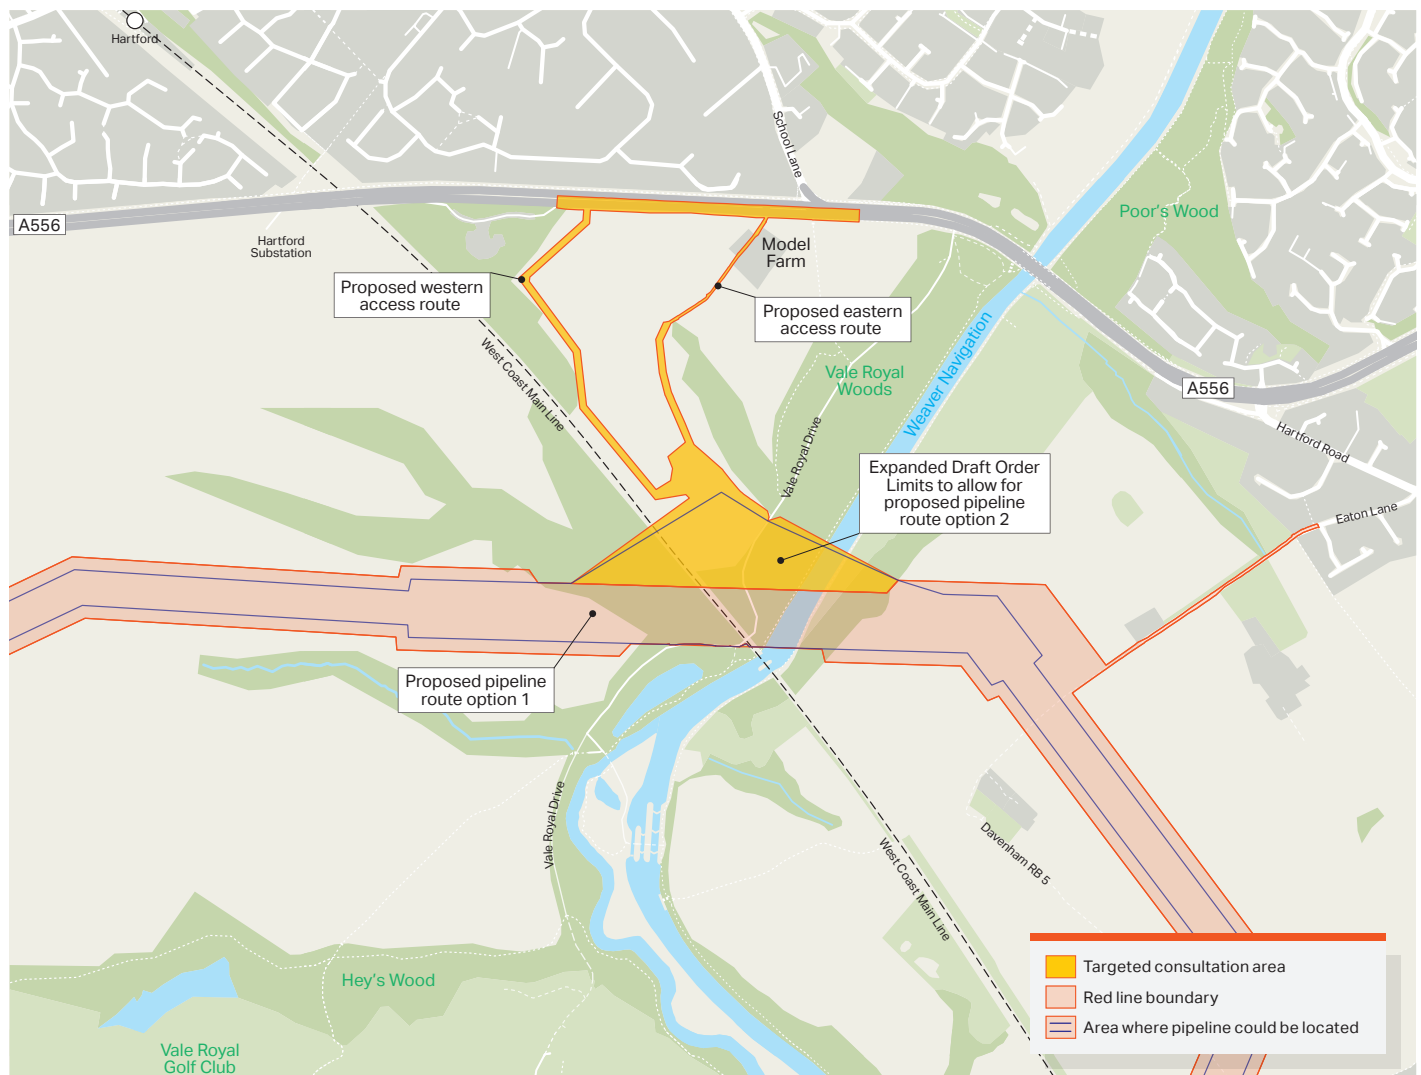 Hartford
School Lane
A556
Hartford
Substation
Poor's Wood
Model
Farm
Proposed western
access route
Proposed eastern
access route
West Coast Main Line
Vale Royal
Woods
Weaver Navigation
A556
Hartford Road
Vale Royal Drive
Expanded Draft Order
Limits to allow for
proposed pipeline
route option 2
Eaton Lane
Proposed pipeline
route option 1
Vale Royal Drive
Davenham RB 5
West Coast Main Line
Hey's Wood
Vale Royal
Golf Club
Targeted consultation area
Red line boundary
Area where pipeline could be located